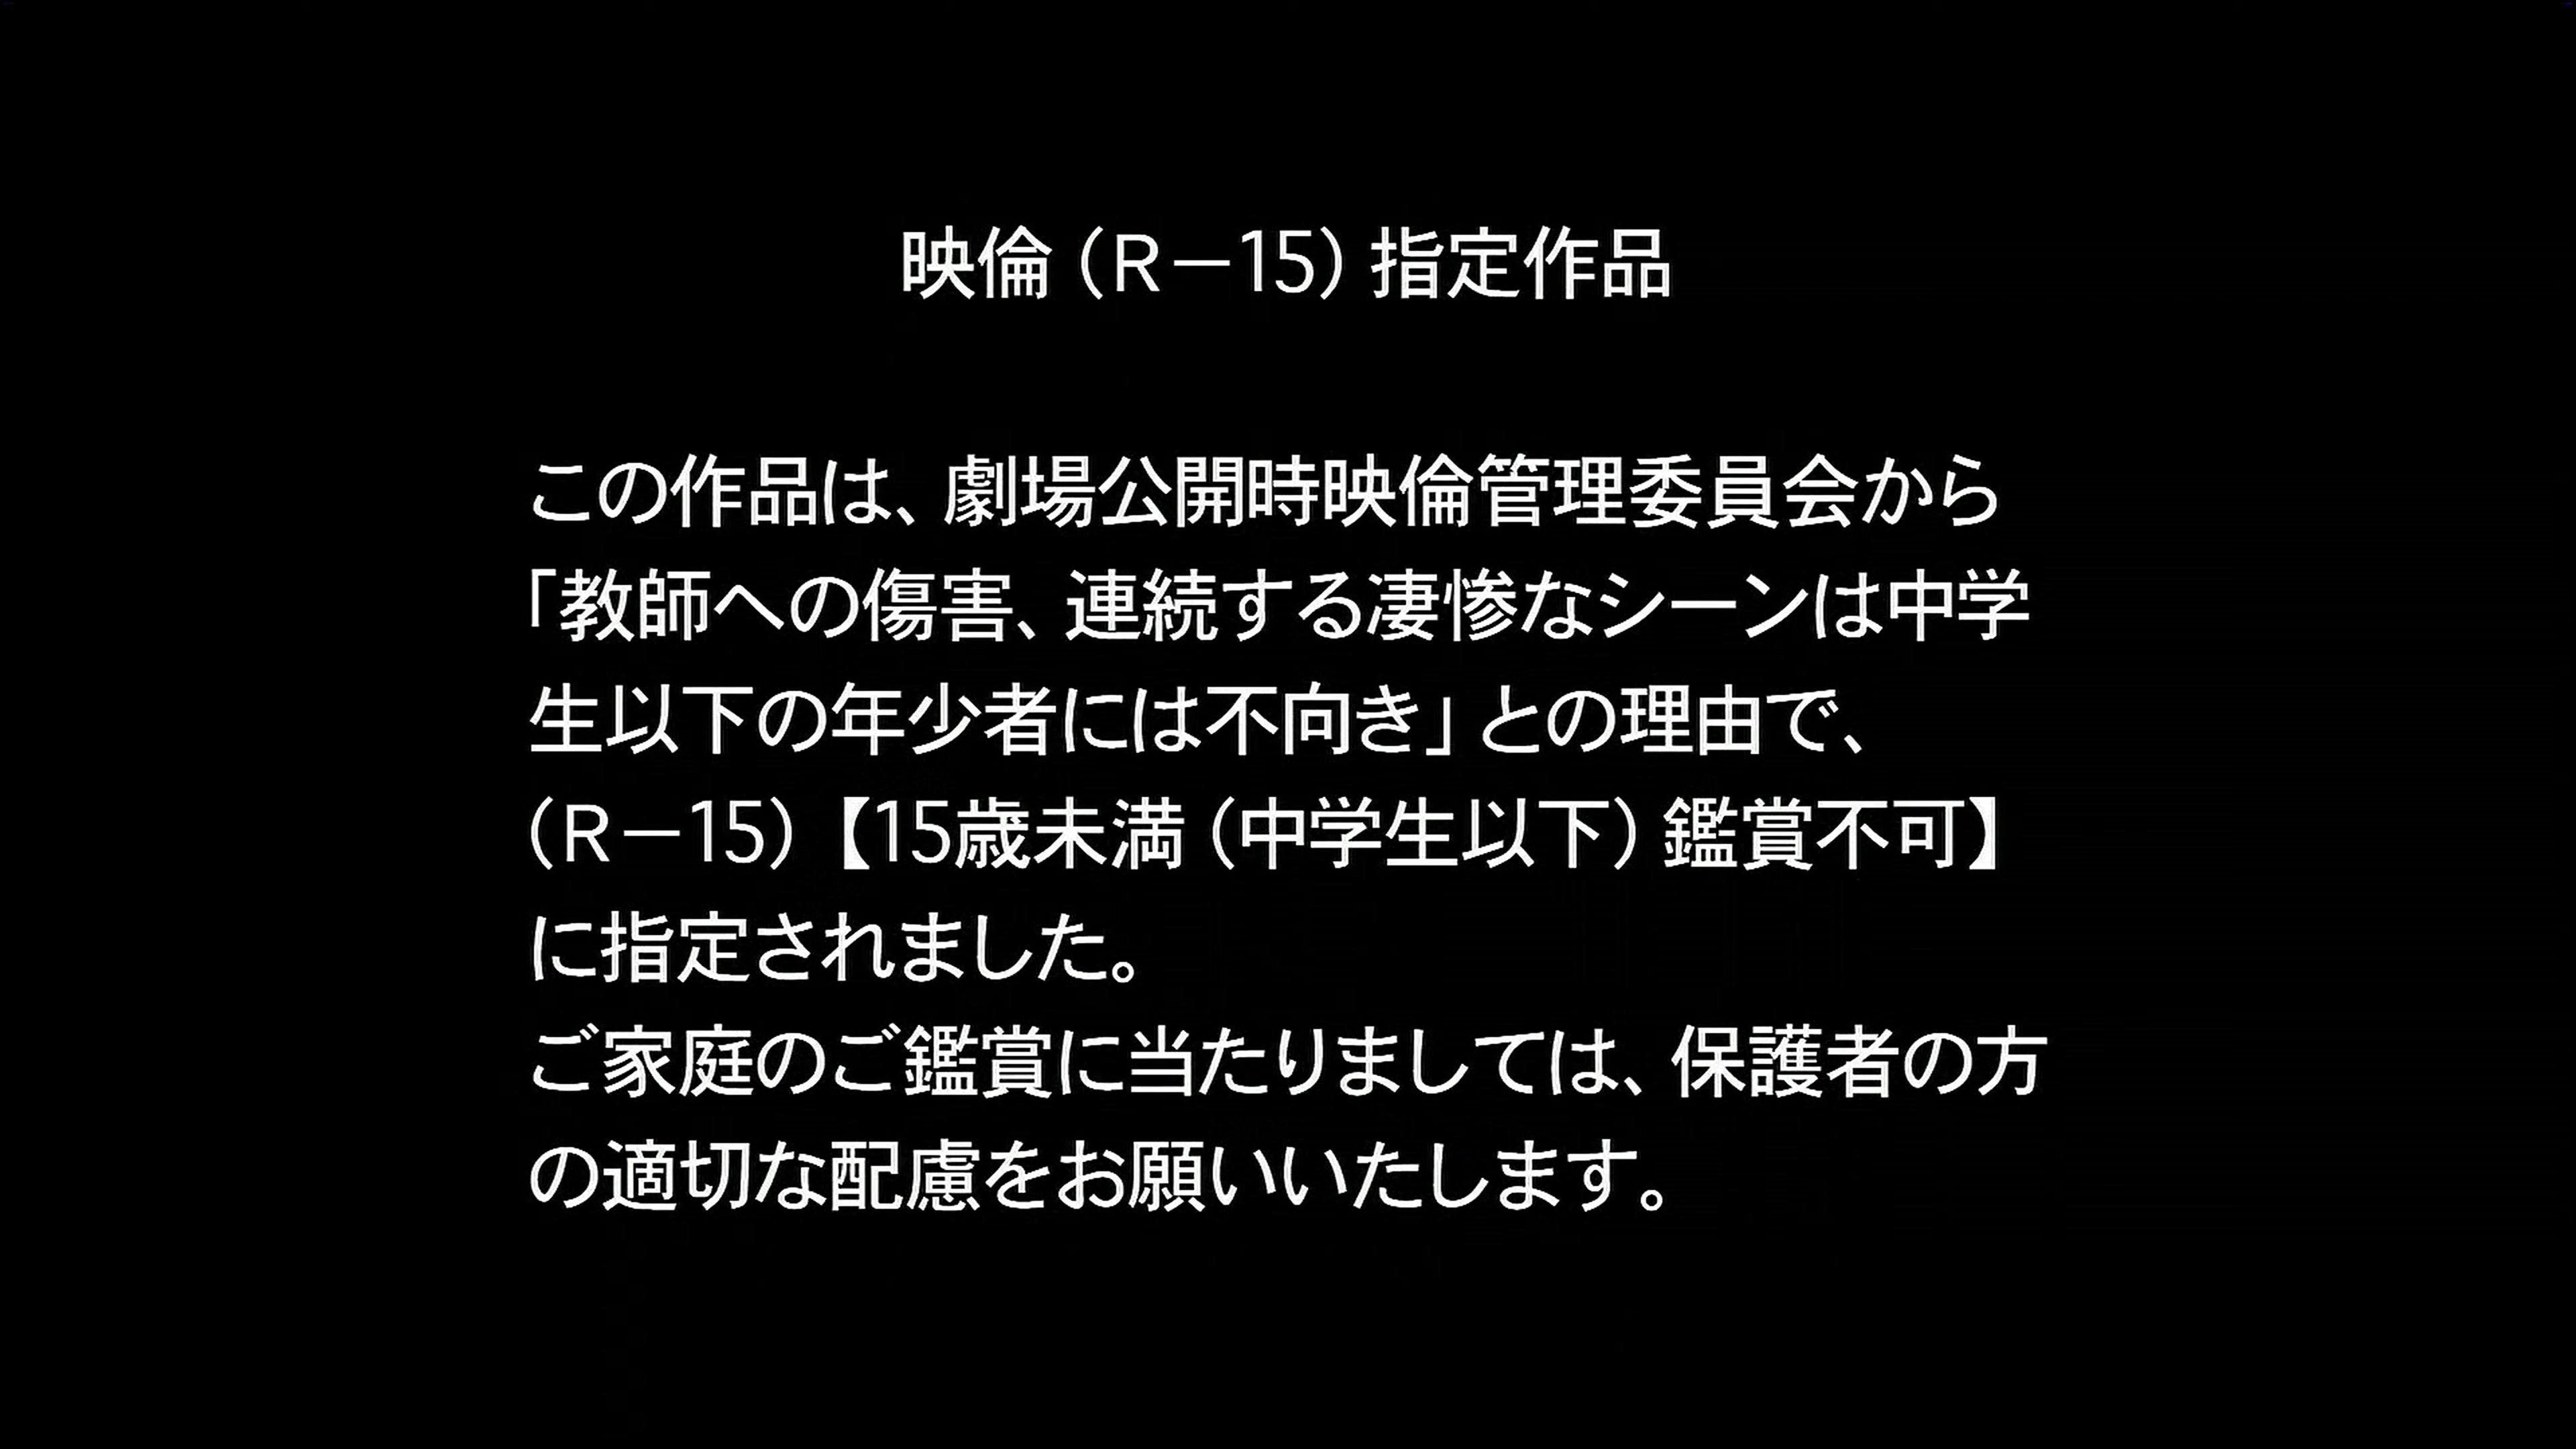 映倫（R－15）指定作品
この作品は、劇場公開時映倫管理委員会から
「教師への傷害、連続する凄惨なシーンは中学
生以下の年少者には不向き」との理由で、
（R－15）【15歳未満（中学生以下）鑑賞不可】
に指定されました。
ご家庭のご鑑賞に当たりましては、保護者の方
の適切な配慮をお願いいたします。